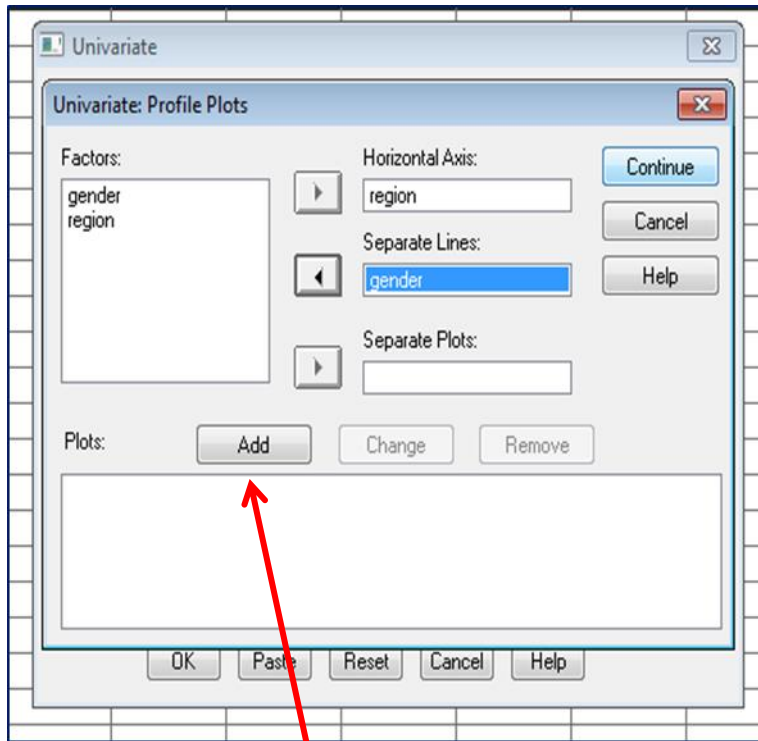 Univariate
Univariate: Profile Plots
Factors:
gender
region
Horizontal Axis:
region
Separate Lines:
gender
Separate Plots:
Continue
Cancel
Help
Plots:
Add
Change
Remove
OK
Paste
Reset
Cancel
Help